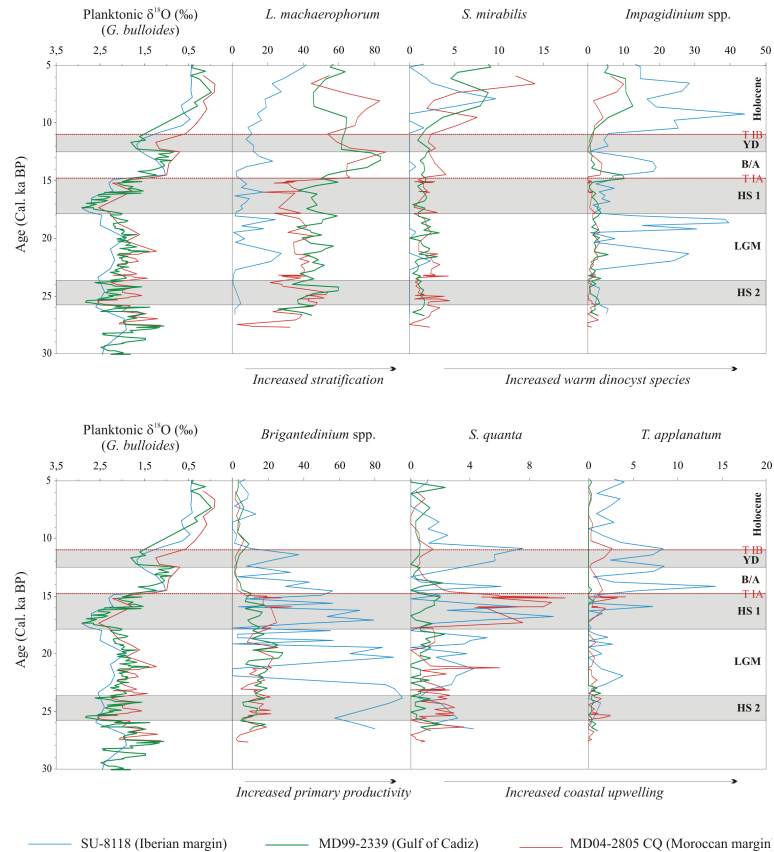 Planktonic δ¹⁸O (‰)
(G. bulloides)
L. machaerophorum
S. mirabilis
Impagidinium spp.
3,5 2,5 1,5 0,5
0 20 40 60 80
0 5 10 15
0 10 20 30 40 50
5
10
15
20
25
30
Age (Cal. ka BP)
Holocene
T IB
YD
B/A
T IA
HS 1
LGM
HS 2
Increased stratification
Increased warm dinocyst species
Planktonic δ¹⁸O (‰)
(G. bulloides)
Brigantedinium spp.
S. quanta
T. applanatum
3,5 2,5 1,5 0,5
0 20 40 60 80
0 4 8
0 5 10 15 20
5
10
15
20
25
30
Age (Cal. ka BP)
Holocene
T IB
YD
B/A
T IA
HS 1
LGM
HS 2
Increased primary productivity
Increased coastal upwelling
SU-8118 (Iberian margin) MD99-2339 (Gulf of Cadiz) MD04-2805 CQ (Moroccan margin